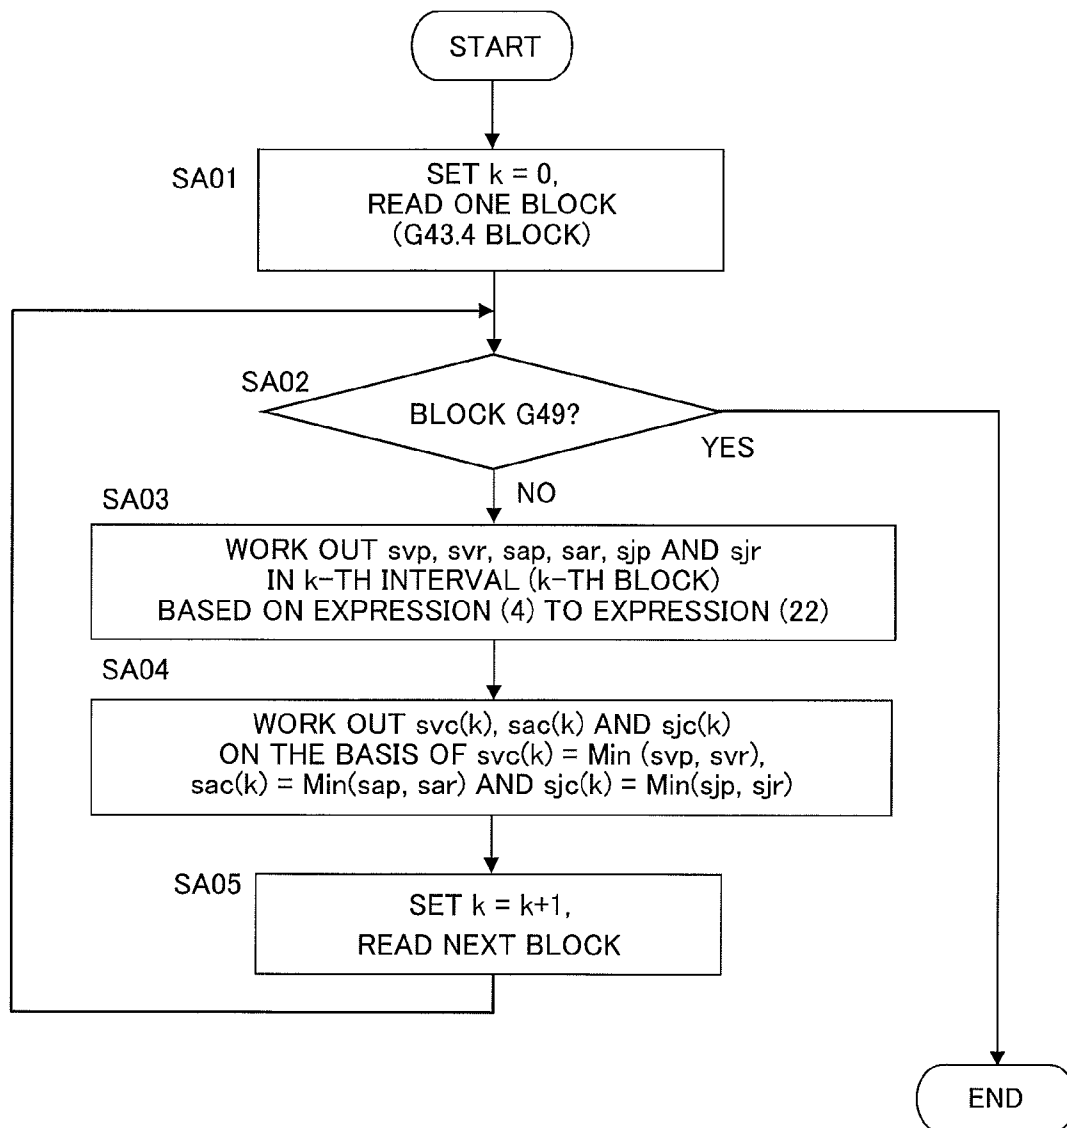 START
SA01
SET k = 0,
READ ONE BLOCK
(G43.4 BLOCK)
SA02
BLOCK G49?
YES
NO
SA03
WORK OUT svp, svr, sap, sar, sjp AND sjr
IN k-TH INTERVAL (k-TH BLOCK)
BASED ON EXPRESSION (4) TO EXPRESSION (22)
SA04
WORK OUT svc(k), sac(k) AND sjc(k)
ON THE BASIS OF svc(k) = Min (svp, svr),
sac(k) = Min(sap, sar) AND sjc(k) = Min(sjp, sjr)
SA05
SET k = k+1,
READ NEXT BLOCK
END